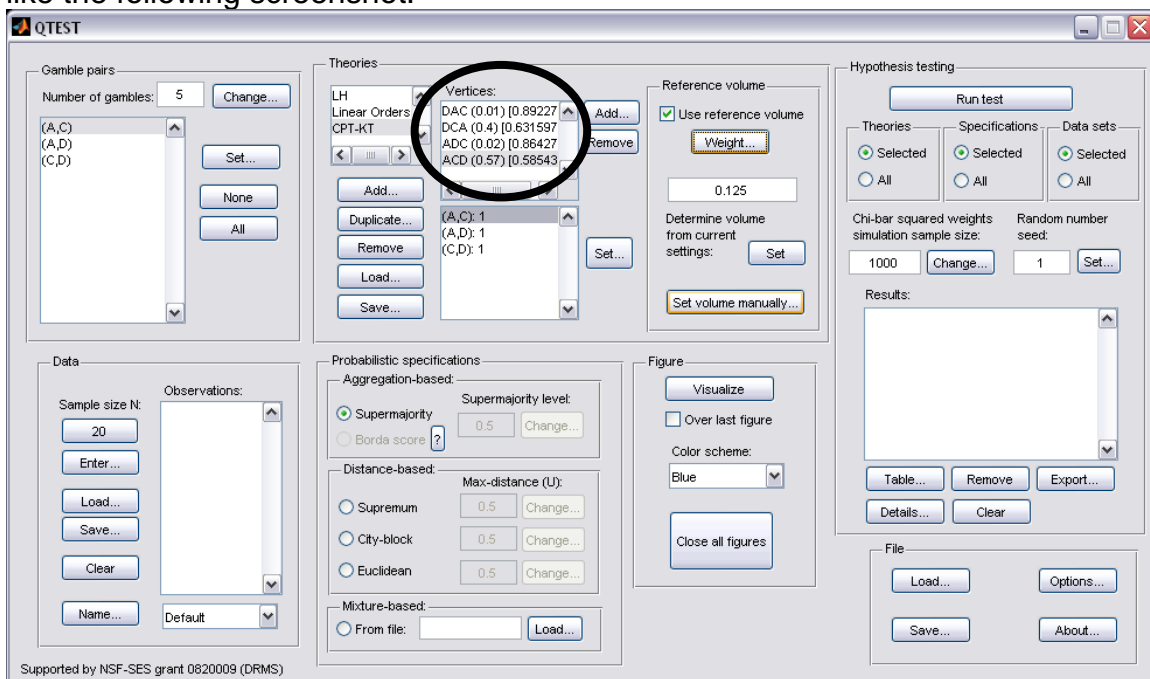 like the following screenshot.
QTEST
Gamble pairs
Number of gambles: 5 Change...
(A,C)
(A,D)
(C,D)
Set...
None
All
Theories
LH
Linear Orders
CPT-KT
Add...
Duplicate...
Remove
Load...
Save...
Vertices:
DAC (0.01) [0.89227
DCA (0.4) [0.631597
ADC (0.02) [0.86427
ACD (0.57) [0.58543
Add...
Remove
(A,C): 1
(A,D): 1
(C,D): 1
Set...
Reference volume
Use reference volume
Weight...
0.125
Determine volume
from current
settings: Set
Set volume manually...
Hypothesis testing
Run test
Theories
Selected
All
Specifications
Selected
All
Data sets
Selected
All
Chi-bar squared weights
simulation sample size:
1000 Change...
Random number
seed:
1 Set...
Results:
Table... Remove Export...
Details... Clear
Data
Sample size N:
20
Enter...
Load...
Save...
Clear
Name...
Observations:
Default
Probabilistic specifications
Aggregation-based:
Supermajority level:
Supermajority 0.5 Change...
Borda score ?
Distance-based:
Max-distance (U):
Supremum 0.5 Change...
City-block 0.5 Change...
Euclidean 0.5 Change...
Mixture-based:
From file: Load...
Figure
Visualize
Over last figure
Color scheme:
Blue
Close all figures
File
Load... Options...
Save... About...
Supported by NSF-SES grant 0820009 (DRMS)